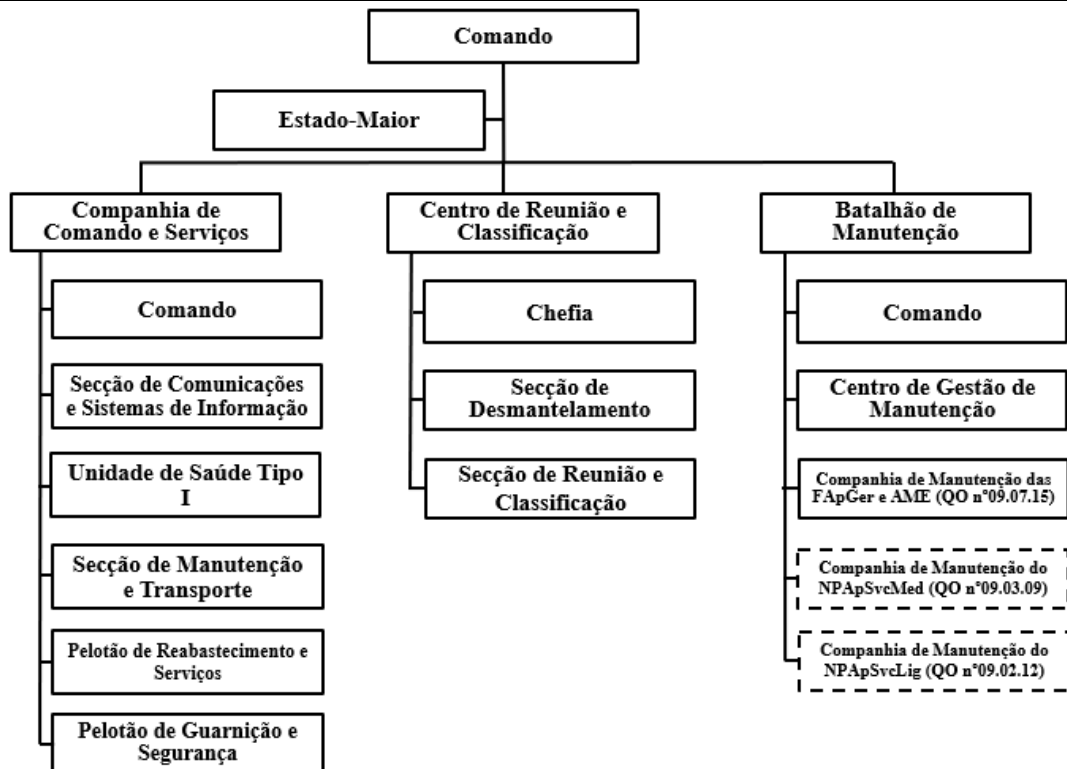 Comando
Estado-Maior
Companhia de
Comando e Serviços
Comando
Secção de Comunicações
e Sistemas de Informação
Unidade de Saúde Tipo
I
Secção de Manutenção
e Transporte
Pelotão de Reabastecimento e
Serviços
Pelotão de Guarnição e
Segurança
Centro de Reunião e
Classificação
Chefia
Secção de
Desmantelamento
Secção de Reunião e
Classificação
Batalhão de
Manutenção
Comando
Centro de Gestão de
Manutenção
Companhia de Manutenção das
FApGer e AME (QO nº09.07.15)
Companhia de Manutenção do
NPApSvcMed (QO nº09.03.09)
Companhia de Manutenção do
NPApSvcLig (QO nº09.02.12)